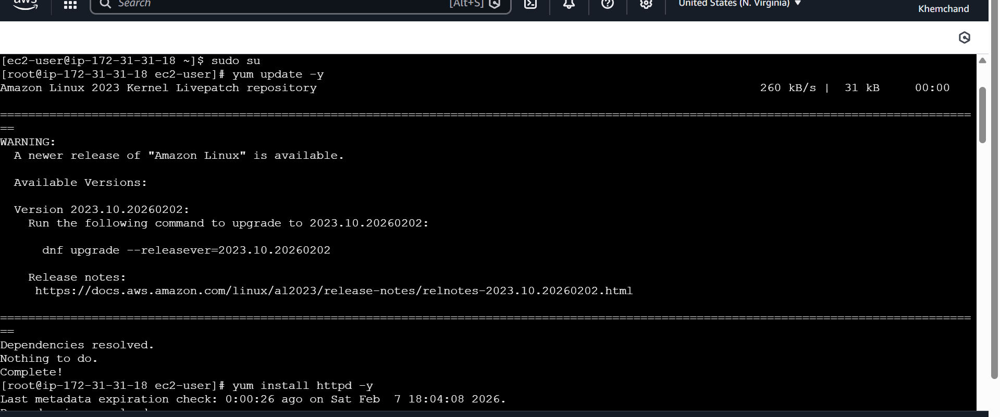 aws
Search [Alt+S] United States (N. Virginia)
Khemchand
[ec2-user@ip-172-31-31-18 ~]$ sudo su
[root@ip-172-31-31-18 ec2-user]# yum update -y
Amazon Linux 2023 Kernel Livepatch repository 260 kB/s | 31 kB 00:00
==========================================================================================================================================
==
WARNING:
A newer release of "Amazon Linux" is available.
Available Versions:
Version 2023.10.20260202:
Run the following command to upgrade to 2023.10.20260202:
dnf upgrade --releasever=2023.10.20260202
Release notes:
https://docs.aws.amazon.com/linux/al2023/release-notes/relnotes-2023.10.20260202.html
==========================================================================================================================================
==
Dependencies resolved.
Nothing to do.
Complete!
[root@ip-172-31-31-18 ec2-user]# yum install httpd -y
Last metadata expiration check: 0:00:26 ago on Sat Feb  7 18:04:08 2026.